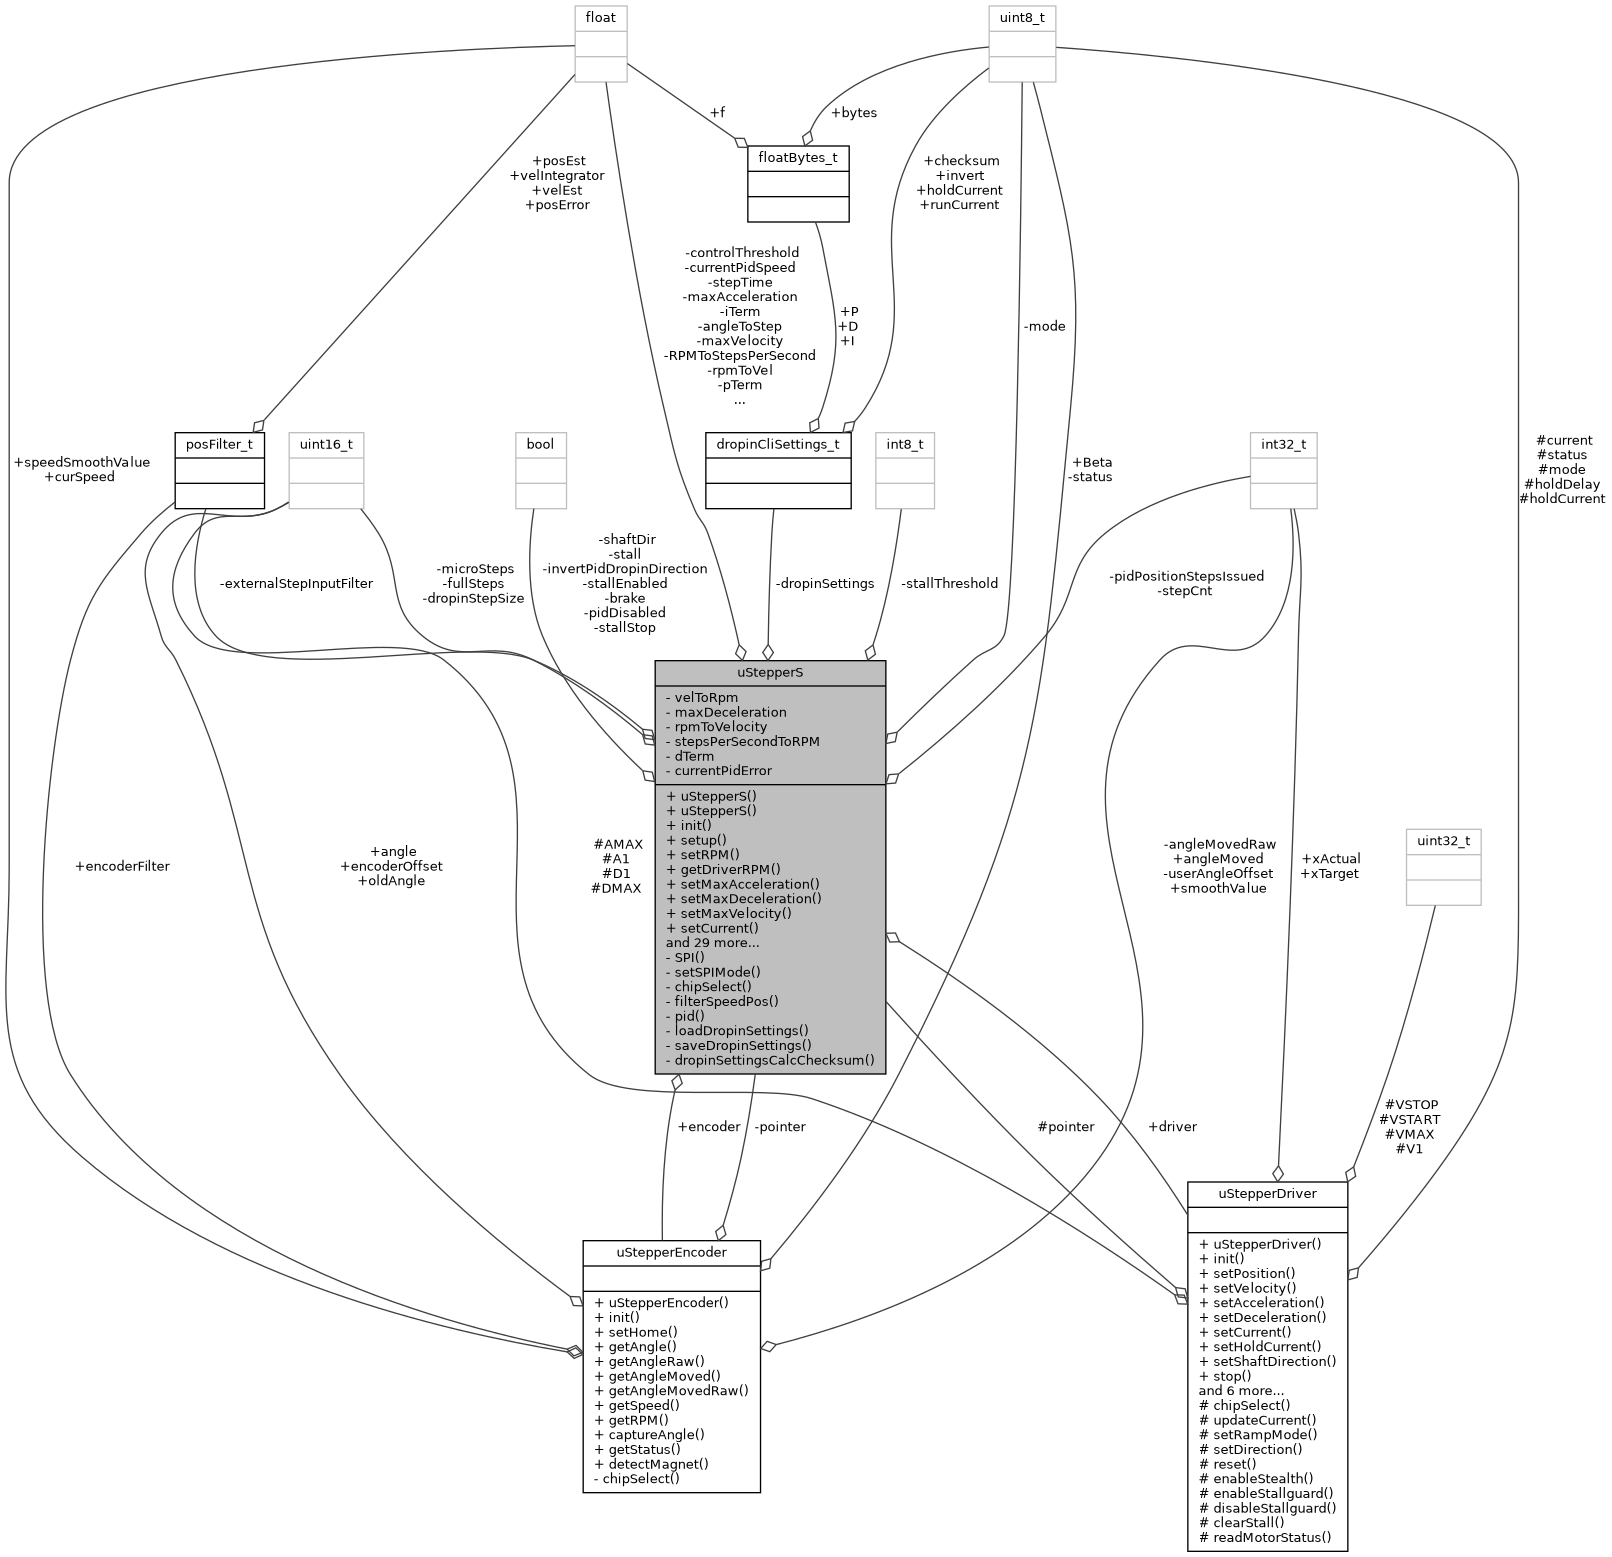 float
uint8_t
+f
+bytes
floatBytes_t
+posEst
+velIntegrator
+velEst
+posError
+checksum
+invert
+holdCurrent
+runCurrent
-controlThreshold
-currentPidSpeed
-stepTime
-maxAcceleration
-iTerm
-angleToStep
-maxVelocity
-RPMToStepsPerSecond
-rpmToVel
-pTerm
...
+P
+D
+I
-mode
posFilter_t
uint16_t
bool
dropinCliSettings_t
int8_t
int32_t
+speedSmoothValue
+curSpeed
+Beta
-status
#current
#status
#mode
#holdDelay
#holdCurrent
-externalStepInputFilter
-microSteps
-fullSteps
-dropinStepSize
-shaftDir
-stall
-invertPidDropinDirection
-stallEnabled
-brake
-pidDisabled
-stallStop
-dropinSettings
-stallThreshold
-pidPositionStepsIssued
-stepCnt
uStepperS
- velToRpm
- maxDeceleration
- rpmToVelocity
- stepsPerSecondToRPM
- dTerm
- currentPidError
+ uStepperS()
+ uStepperS()
+ init()
+ setup()
+ setRPM()
+ getDriverRPM()
+ setMaxAcceleration()
+ setMaxDeceleration()
+ setMaxVelocity()
+ setCurrent()
and 29 more...
- SPI()
- setSPIMode()
- chipSelect()
- filterSpeedPos()
- pid()
- loadDropinSettings()
- saveDropinSettings()
- dropinSettingsCalcChecksum()
+encoderFilter
+angle
+encoderOffset
+oldAngle
#AMAX
#A1
#D1
#DMAX
-angleMovedRaw
+angleMoved
-userAngleOffset
+smoothValue
+xActual
+xTarget
uint32_t
+encoder
-pointer
#pointer
+driver
#VSTOP
#VSTART
#VMAX
#V1
uStepperEncoder
+ uStepperEncoder()
+ init()
+ setHome()
+ getAngle()
+ getAngleRaw()
+ getAngleMoved()
+ getAngleMovedRaw()
+ getSpeed()
+ getRPM()
+ captureAngle()
+ getStatus()
+ detectMagnet()
- chipSelect()
uStepperDriver
+ uStepperDriver()
+ init()
+ setPosition()
+ setVelocity()
+ setAcceleration()
+ setDeceleration()
+ setCurrent()
+ setHoldCurrent()
+ setShaftDirection()
+ stop()
and 6 more...
# chipSelect()
# updateCurrent()
# setRampMode()
# setDirection()
# reset()
# enableStealth()
# enableStallguard()
# disableStallguard()
# clearStall()
# readMotorStatus()